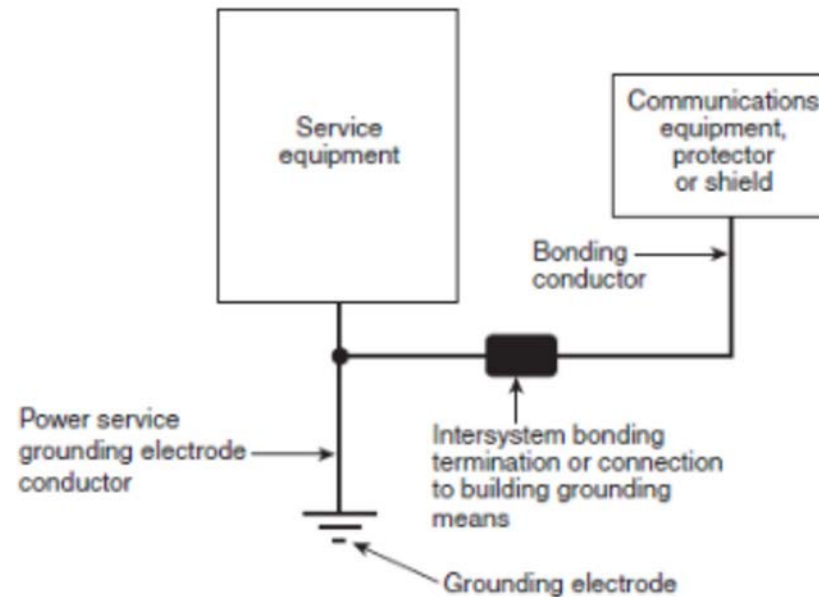 Service
equipment
Communications
equipment,
protector
or shield
Bonding
conductor
Power service
grounding electrode
conductor
Intersystem bonding
termination or connection
to building grounding
means
Grounding electrode